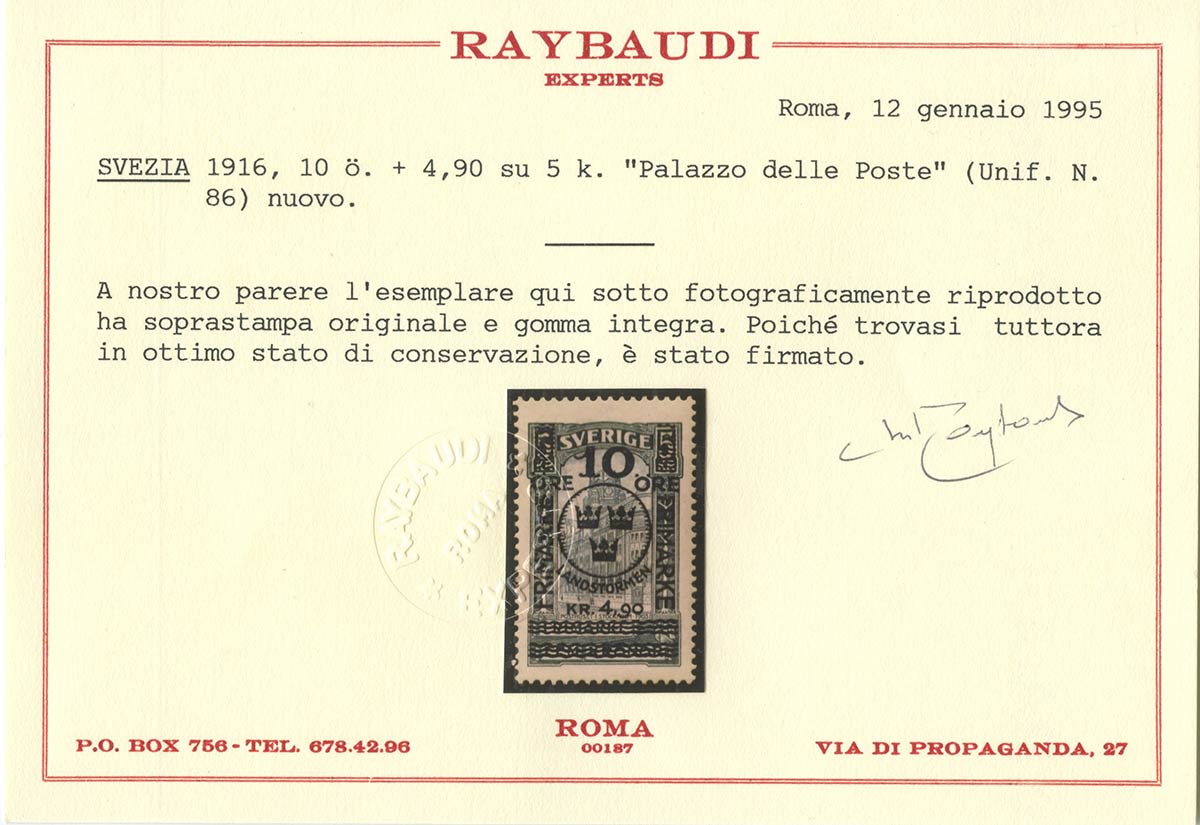 RAYBAUDI
EXPERTS
Roma, 12 gennaio 1995
SVEZIA 1916, 10 ö. + 4,90 su 5 k. "Palazzo delle Poste" (Unif. N.
86) nuovo.
A nostro parere l'esemplare qui sotto fotograficamente riprodotto
ha soprastampa originale e gomma integra. Poiché trovasi tuttora
in ottimo stato di conservazione, è stato firmato.
SVERIGE
10
ÖRE ÖRE
LANDSTORMEN
KR. 4,90
RAYBAUDI
ROMA
EXPE
ROMA
00187
P.O. BOX 756 - TEL. 678.42.96
VIA DI PROPAGANDA, 27